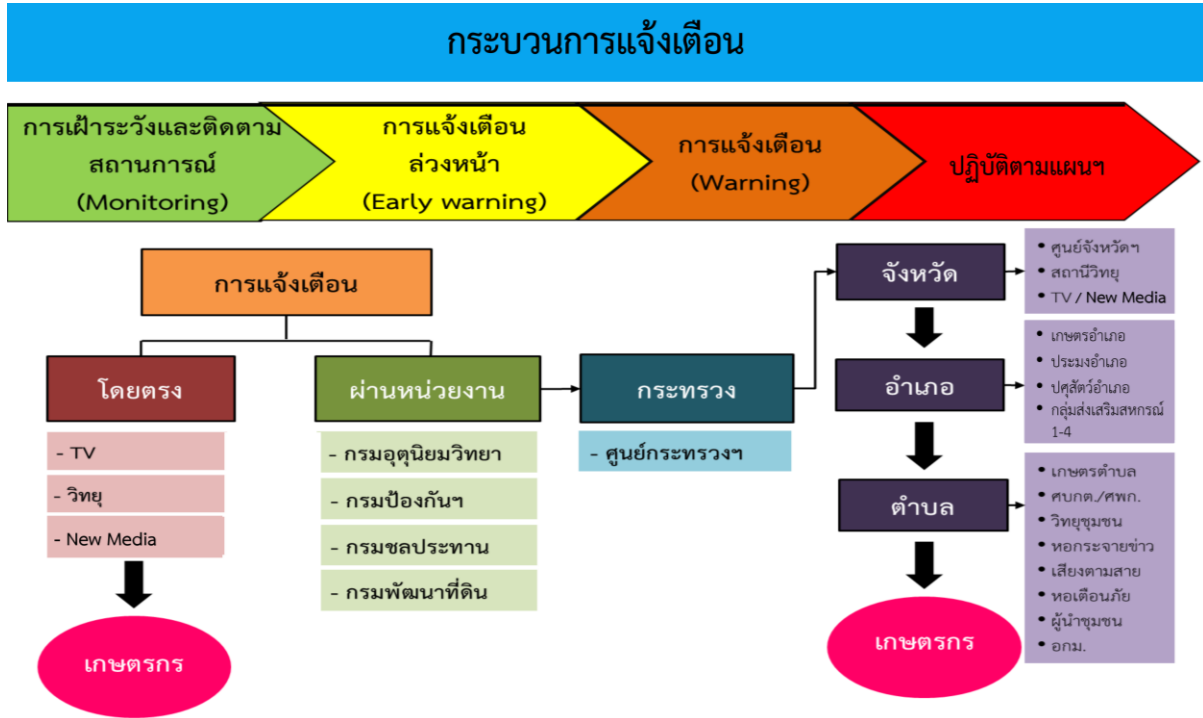 กระบวนการแจ้งเตือน
การเฝ้าระวังและติดตาม
สถานการณ์
(Monitoring)
การแจ้งเตือน
ล่วงหน้า
(Early warning)
การแจ้งเตือน
(Warning)
ปฏิบัติตามแผนฯ
การแจ้งเตือน
โดยตรง
- TV
- วิทยุ
- New Media
เกษตรกร
ผ่านหน่วยงาน
- กรมอุตุนิยมวิทยา
- กรมป้องกันฯ
- กรมชลประทาน
- กรมพัฒนาที่ดิน
กระทรวง
- ศูนย์กระทรวงฯ
จังหวัด
• ศูนย์จังหวัดฯ
• สถานีวิทยุ
• TV / New Media
อำเภอ
• เกษตรอำเภอ
• ประมงอำเภอ
• ปศุสัตว์อำเภอ
• กลุ่มส่งเสริมสหกรณ์
1-4
ตำบล
• เกษตรตำบล
• ศบกต./ศพก.
• วิทยุชุมชน
• หอกระจายข่าว
• เสียงตามสาย
• หอเตือนภัย
• ผู้นำชุมชน
• อกม.
เกษตรกร